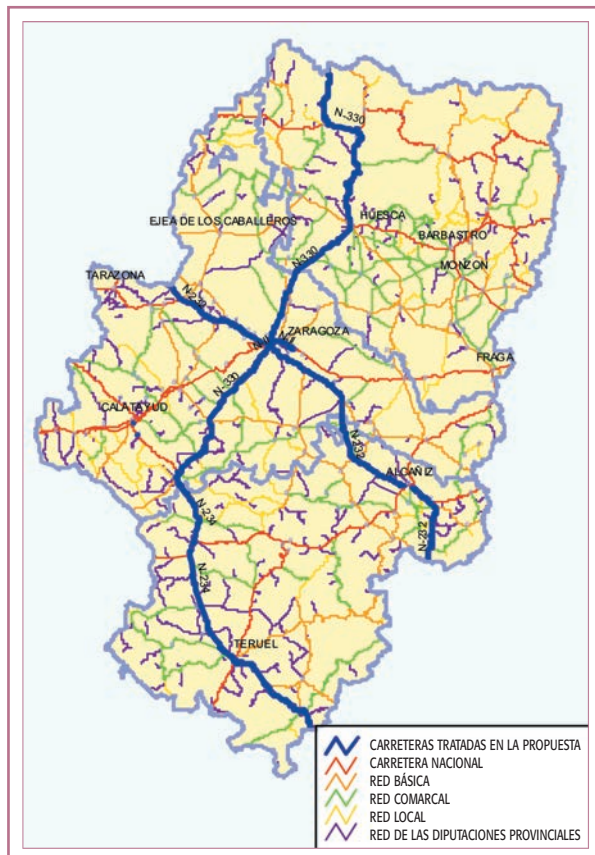 N-330
EJEA DE LOS CABALLEROS
HUESCA
BARBASTRO
MONZON
N-330
TARAZONA
N-232
ZARAGOZA
FRAGA
N-330
CALATAYUD
N-232
ALCAÑIZ
N-234
N-232
N-234
TERUEL
CARRETERAS TRATADAS EN LA PROPUESTA
CARRETERA NACIONAL
RED BÁSICA
RED COMARCAL
RED LOCAL
RED DE LAS DIPUTACIONES PROVINCIALES